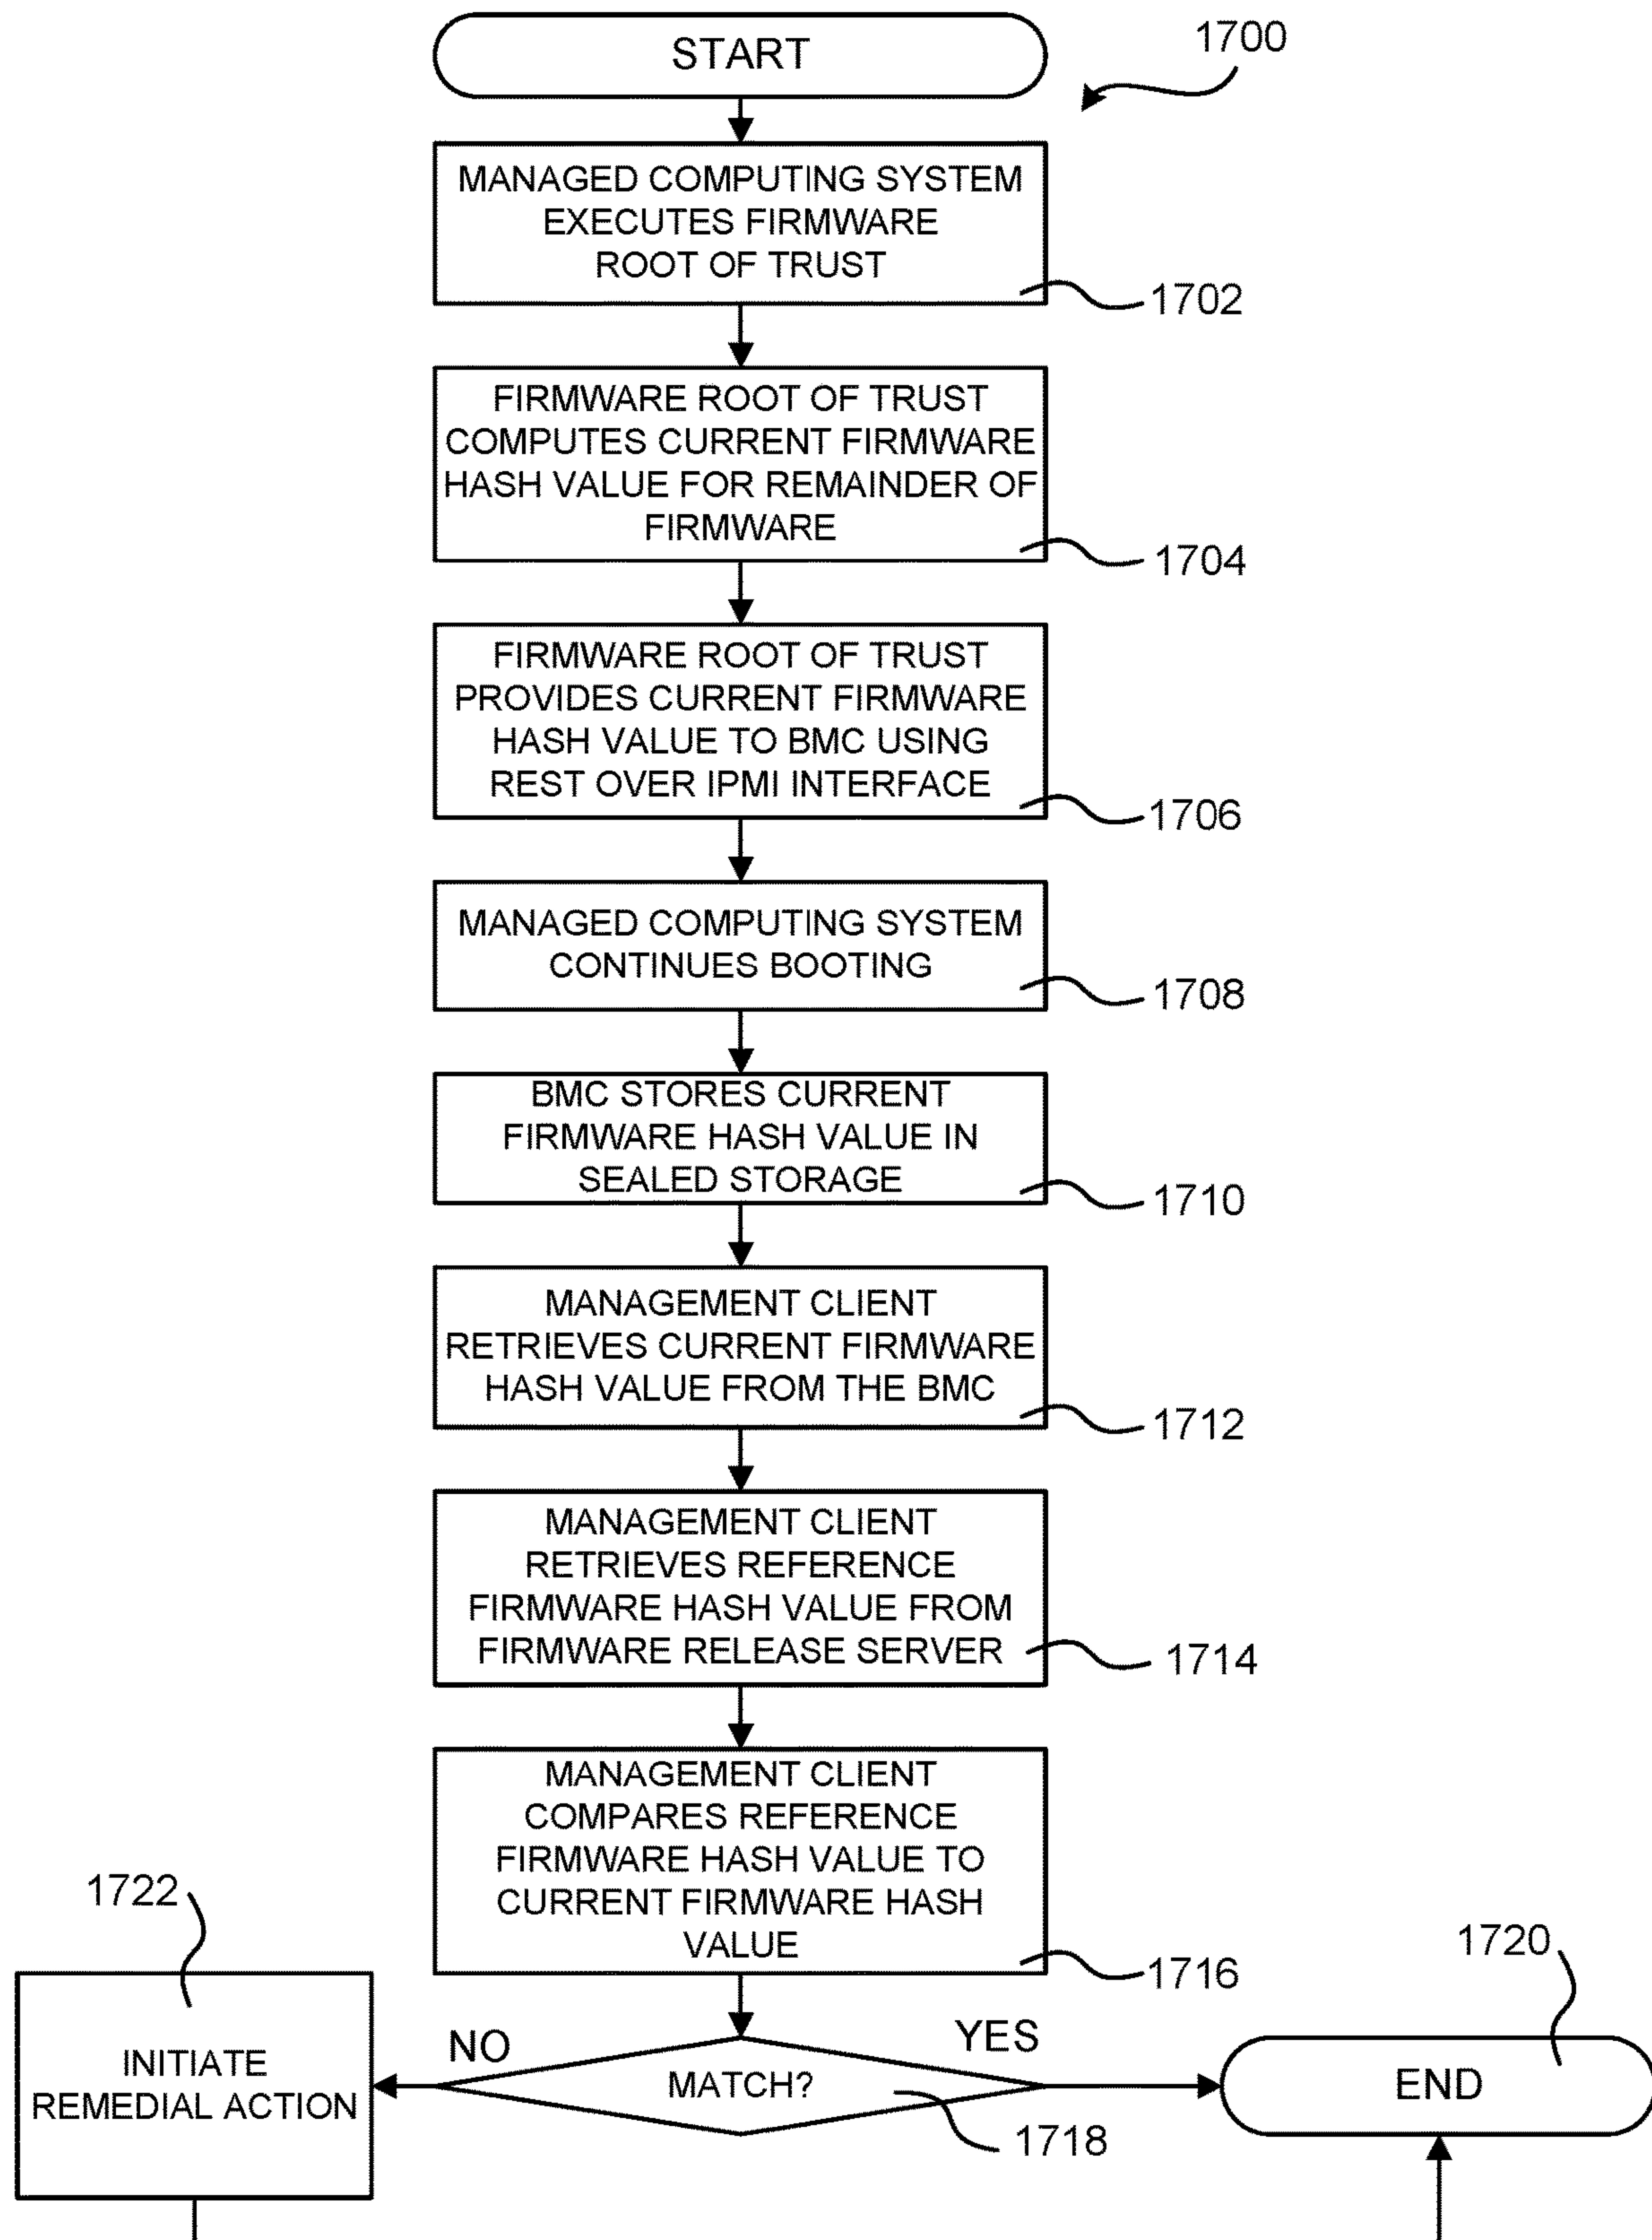 START
1700
MANAGED COMPUTING SYSTEM
EXECUTES FIRMWARE
ROOT OF TRUST
1702
FIRMWARE ROOT OF TRUST
COMPUTES CURRENT FIRMWARE
HASH VALUE FOR REMAINDER OF
FIRMWARE
1704
FIRMWARE ROOT OF TRUST
PROVIDES CURRENT FIRMWARE
HASH VALUE TO BMC USING
REST OVER IPMI INTERFACE
1706
MANAGED COMPUTING SYSTEM
CONTINUES BOOTING
1708
BMC STORES CURRENT
FIRMWARE HASH VALUE IN
SEALED STORAGE
1710
MANAGEMENT CLIENT
RETRIEVES CURRENT FIRMWARE
HASH VALUE FROM THE BMC
1712
MANAGEMENT CLIENT
RETRIEVES REFERENCE
FIRMWARE HASH VALUE FROM
FIRMWARE RELEASE SERVER
1714
MANAGEMENT CLIENT
COMPARES REFERENCE
FIRMWARE HASH VALUE TO
CURRENT FIRMWARE HASH
VALUE
1716
1722
1720
INITIATE
REMEDIAL ACTION
NO
MATCH?
YES
1718
END